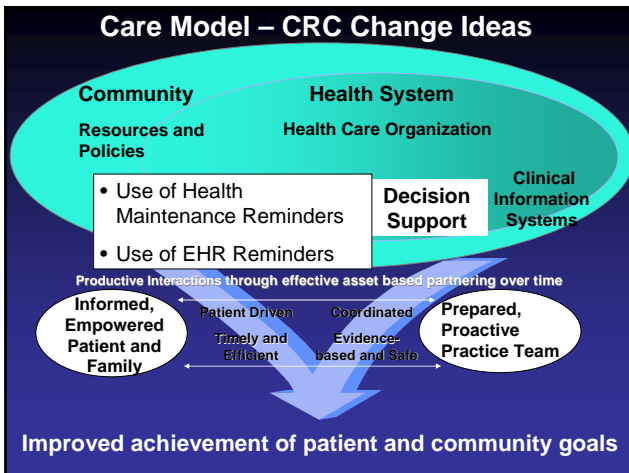 Care Model – CRC Change Ideas
Community
Health System
Resources and
Policies
Health Care Organization
• Use of Health
Maintenance Reminders
• Use of EHR Reminders
Decision
Support
Clinical
Information
Systems
Productive Interactions through effective asset based partnering over time
Informed,
Empowered
Patient and
Family
Patient Driven
Coordinated
Timely and
Efficient
Evidence-
based and Safe
Prepared,
Proactive
Practice Team
Improved achievement of patient and community goals